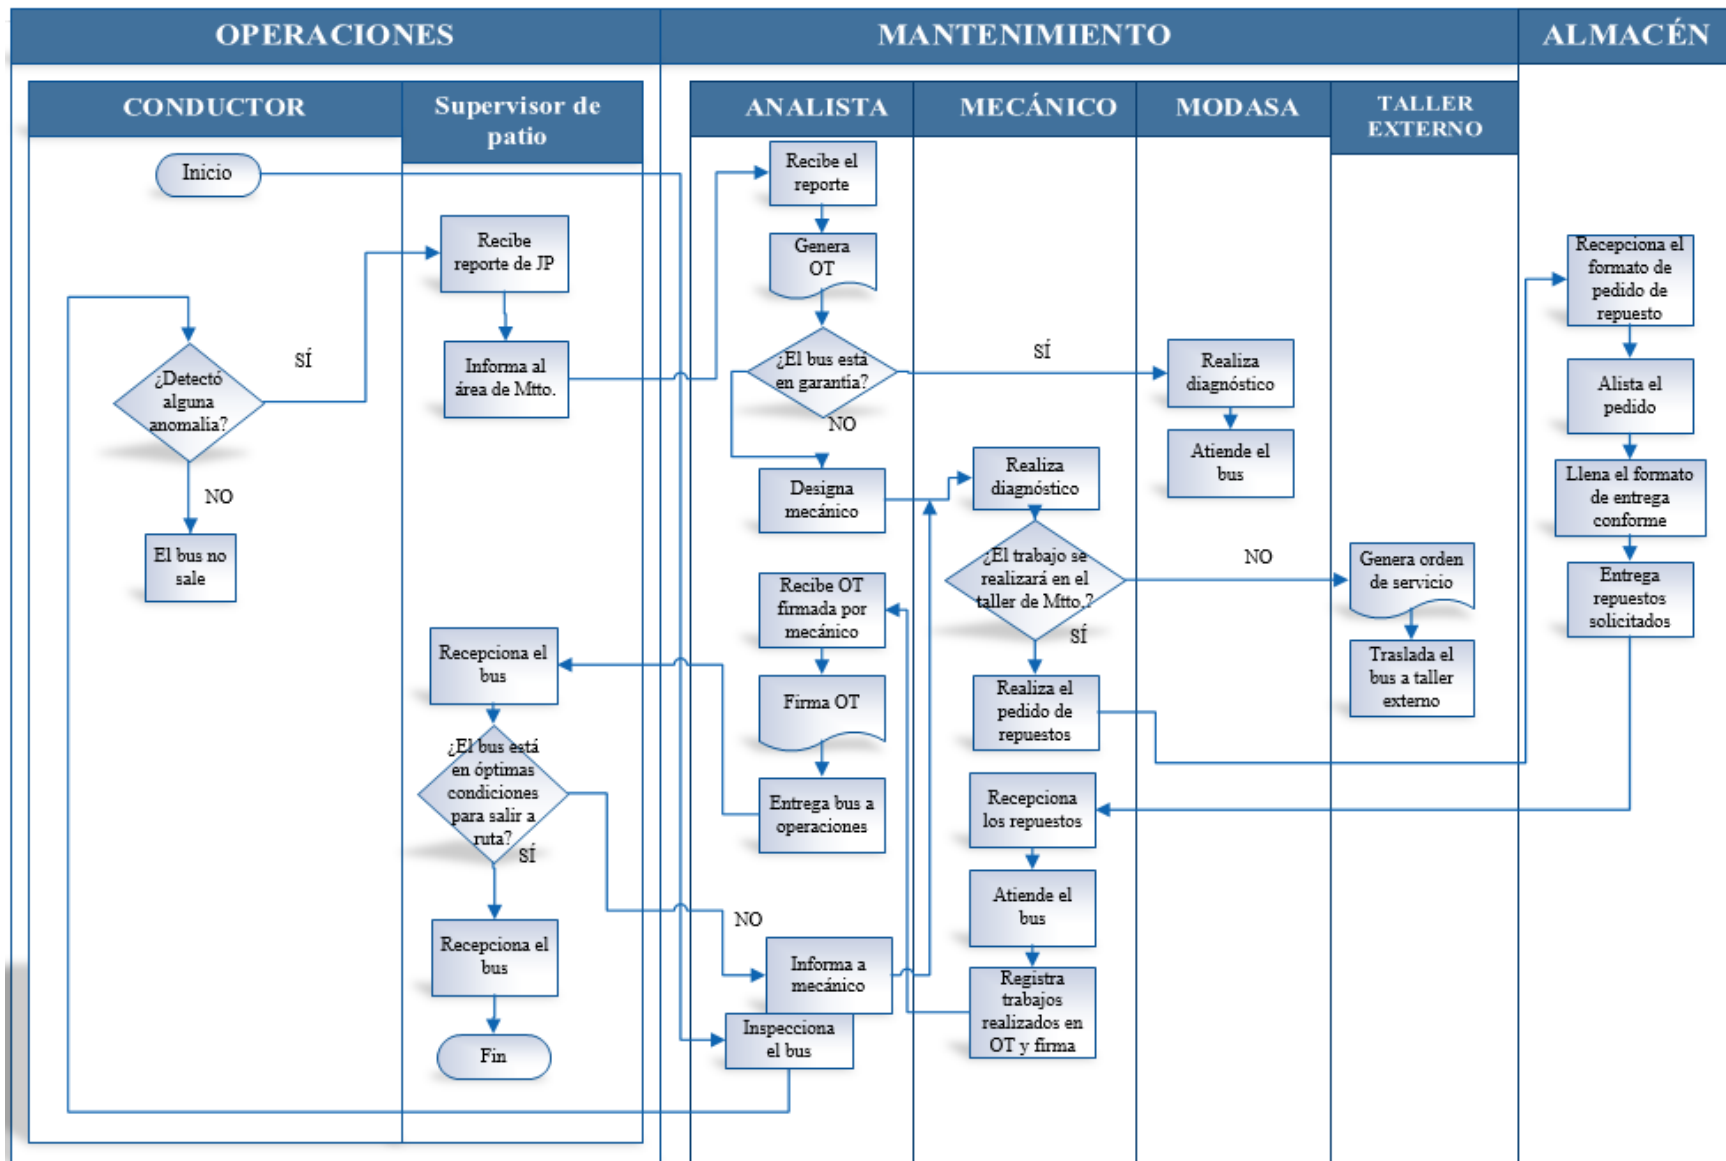 OPERACIONES
MANTENIMIENTO
ALMACÉN
CONDUCTOR
Supervisor de
patio
ANALISTA
MECÁNICO
MODASA
TALLER
EXTERNO
Inicio
¿Detectó
alguna
anomalía?
SÍ
NO
El bus no
sale
Recibe
reporte de JP
Informa al
área de Mtto.
Recepciona el
bus
¿El bus está
en óptimas
condiciones
para salir a
ruta?
SÍ
NO
Recepciona el
bus
Fin
Recibe el
reporte
Genera
OT
¿El bus está
en garantía?
SÍ
NO
Designa
mecánico
Recibe OT
firmada por
mecánico
Firma OT
Entrega bus a
operaciones
Informa a
mecánico
Inspecciona
el bus
Realiza
diagnóstico
¿El trabajo se
realizará en el
taller de Mtto.?
NO
SÍ
Realiza el
pedido de
repuestos
Recepciona
los repuestos
Atiende el
bus
Registra
trabajos
realizados en
OT y firma
Realiza
diagnóstico
Atiende el
bus
Genera orden
de servicio
Traslada el
bus a taller
externo
Recepciona el
formato de
pedido de
repuesto
Alista el
pedido
Llena el formato
de entrega
conforme
Entrega
repuestos
solicitados